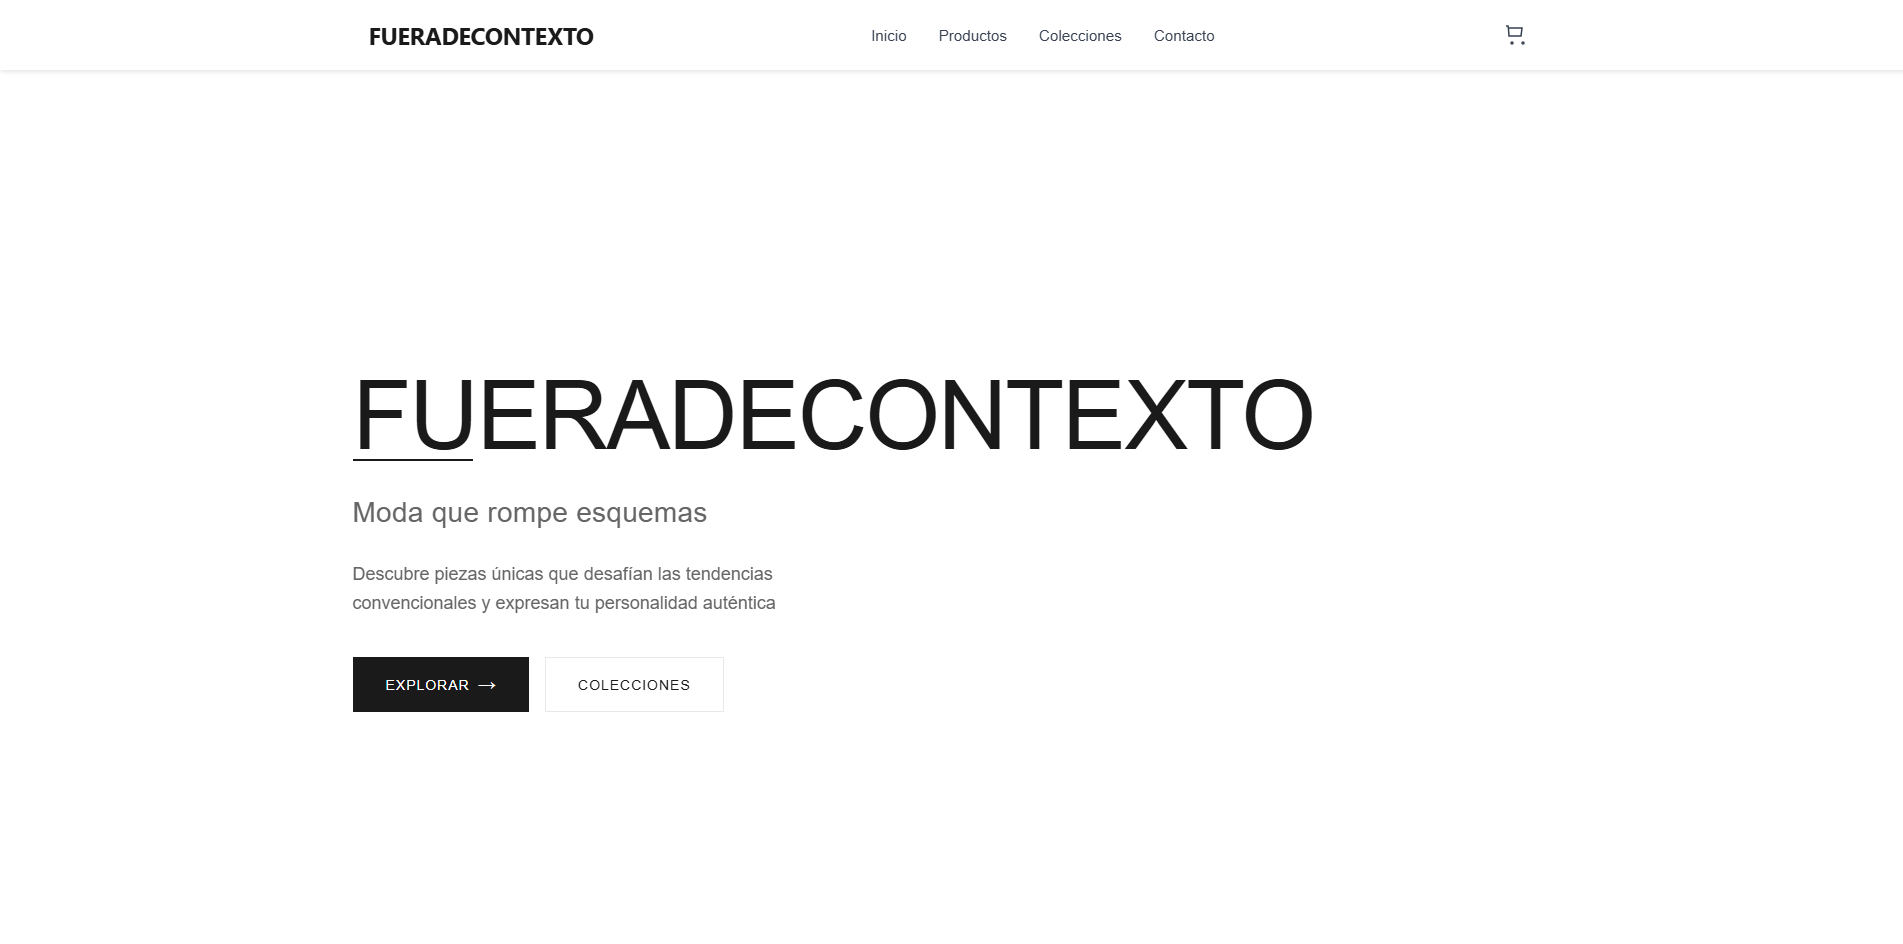 FUERADECONTEXTO
Inicio Productos Colecciones Contacto
FUERADECONTEXTO
Moda que rompe esquemas
Descubre piezas únicas que desafían las tendencias
convencionales y expresan tu personalidad auténtica
EXPLORAR → COLECCIONES